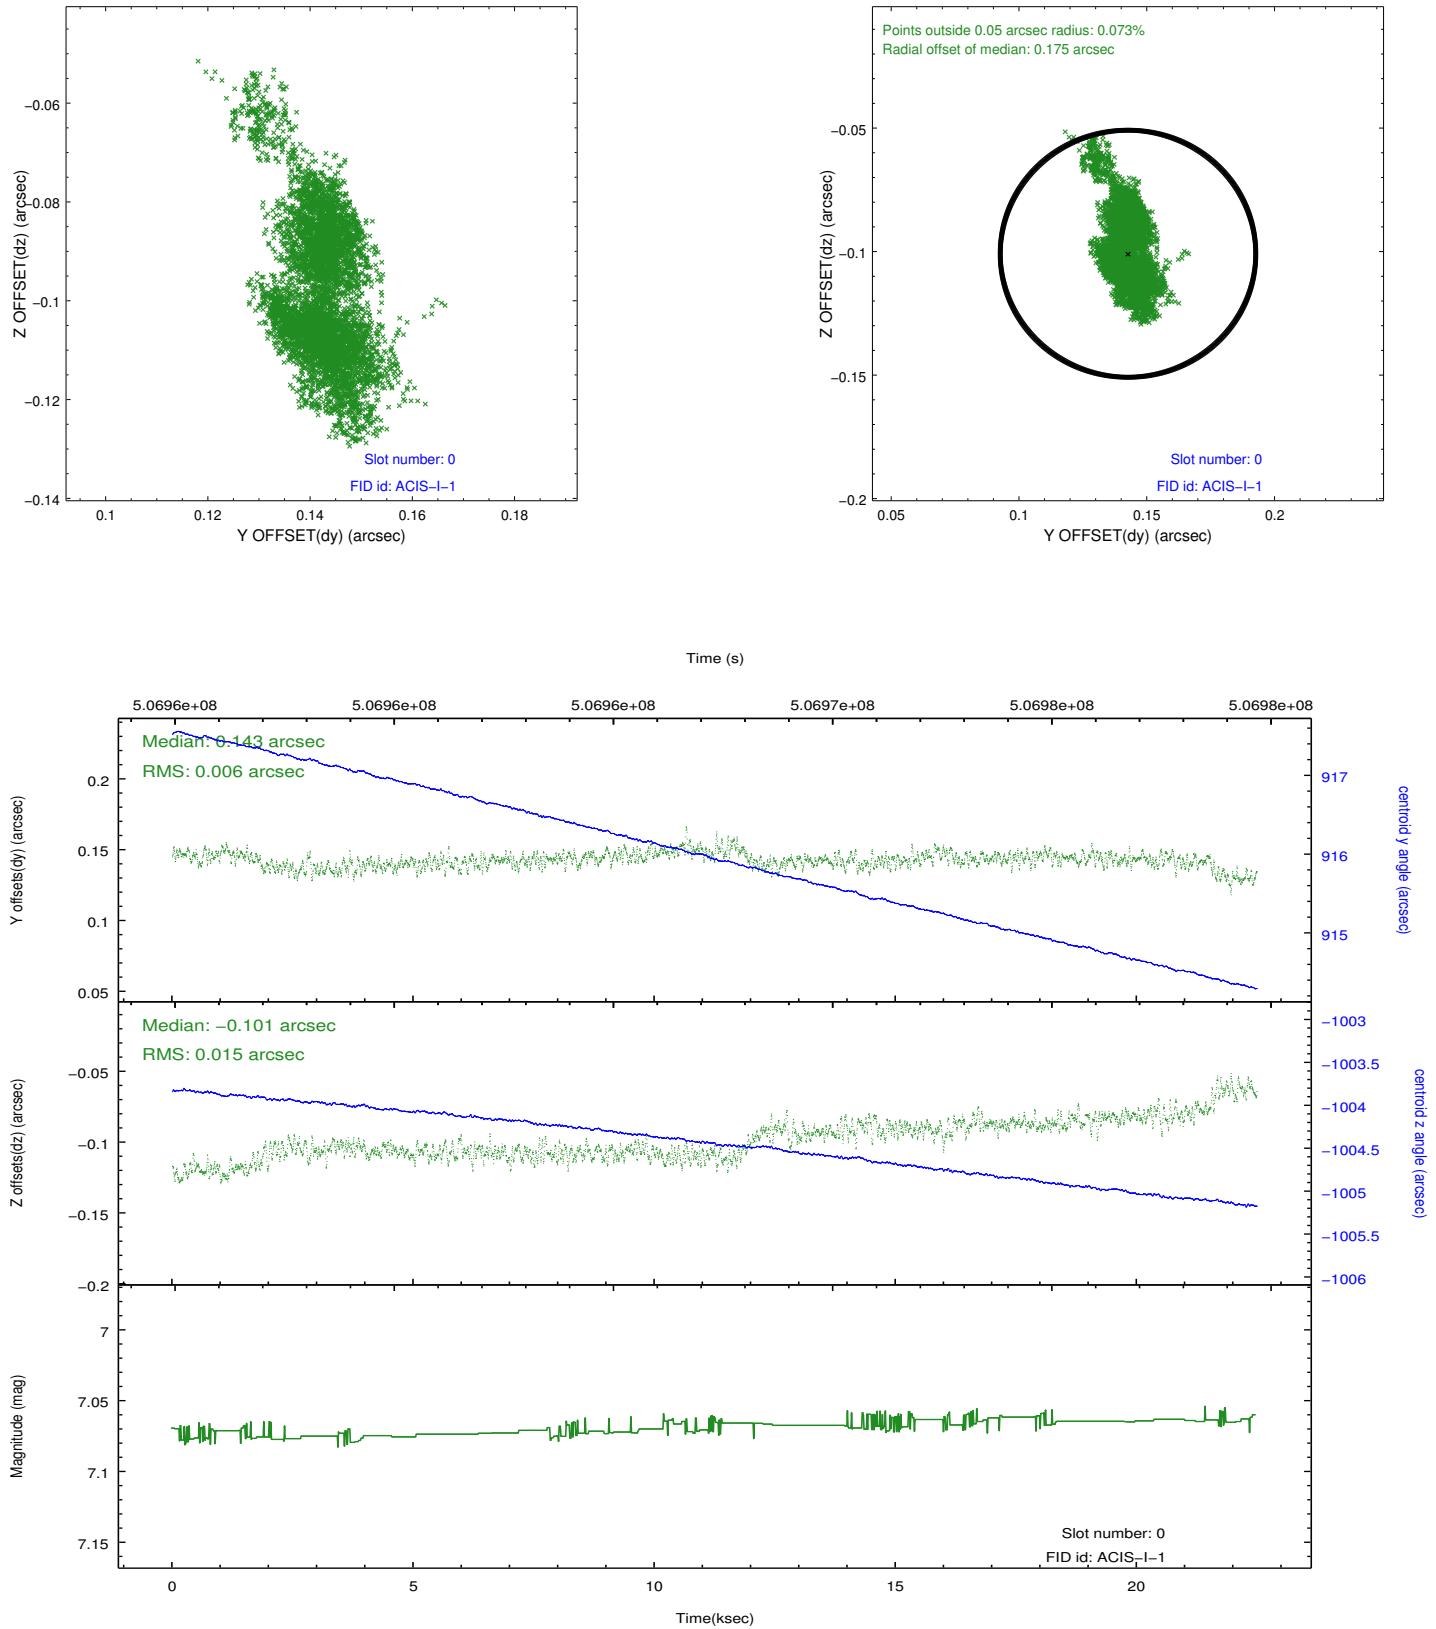 −0.06
−0.08
−0.1
−0.12
−0.14
Z OFFSET(dz) (arcsec)
Slot number: 0
FID id: ACIS−I−1
0.1 0.12 0.14 0.16 0.18
Y OFFSET(dy) (arcsec)
Points outside 0.05 arcsec radius: 0.073%
Radial offset of median: 0.175 arcsec
−0.05
−0.1
−0.15
−0.2
Z OFFSET(dz) (arcsec)
Slot number: 0
FID id: ACIS−I−1
0.05 0.1 0.15 0.2
Y OFFSET(dy) (arcsec)
Time (s)
5.0696e+08 5.0696e+08 5.0696e+08 5.0697e+08 5.0698e+08 5.0698e+08
Median: 0.143 arcsec
RMS: 0.006 arcsec
0.2
0.15
0.1
0.05
Y offsets(dy) (arcsec)
917
916
915
centroid y angle (arcsec)
Median: −0.101 arcsec
RMS: 0.015 arcsec
−0.05
−0.1
−0.15
−0.2
Z offsets(dz) (arcsec)
−1003
−1003.5
−1004
−1004.5
−1005
−1005.5
−1006
centroid z angle (arcsec)
7
7.05
7.1
7.15
Magnitude (mag)
Slot number: 0
FID id: ACIS−I−1
0 5 10 15 20
Time(ksec)